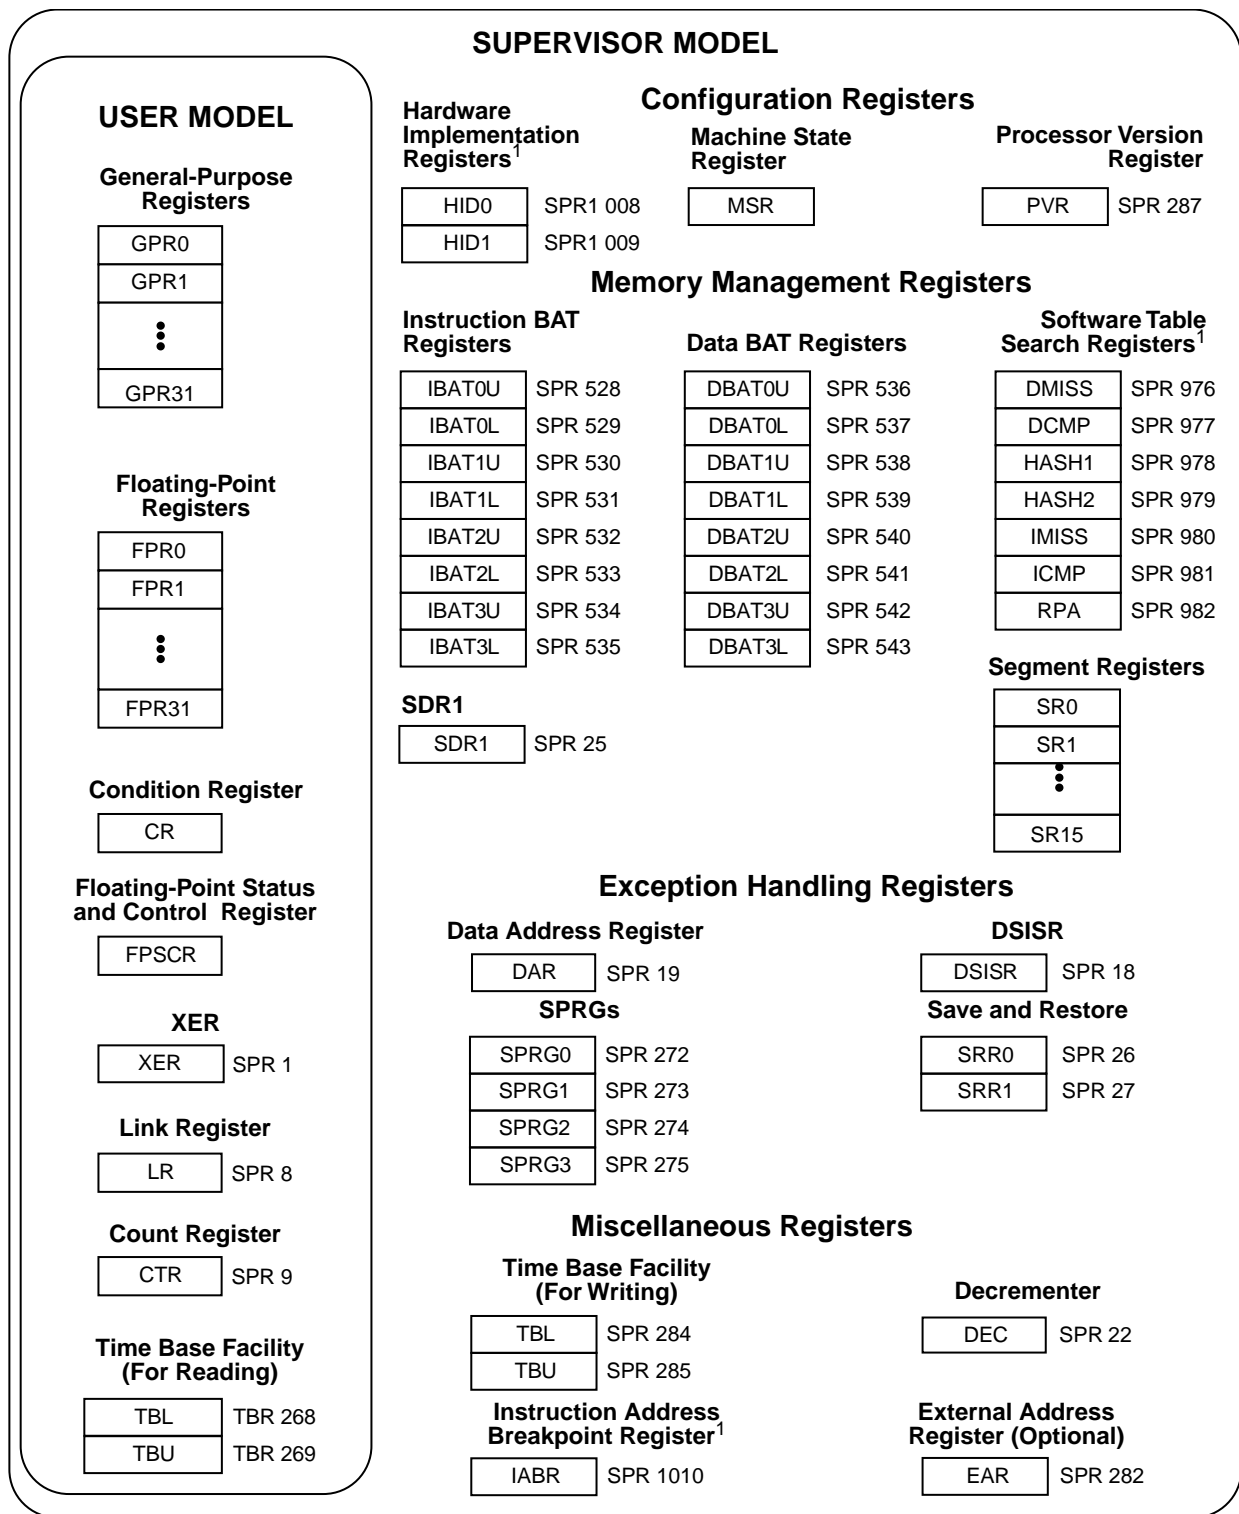 SUPERVISOR MODEL
USER MODEL
General-Purpose
Registers
GPR0
GPR1
GPR31
Floating-Point
Registers
FPR0
FPR1
FPR31
Condition Register
CR
Floating-Point Status
and Control Register
FPSCR
XER
XER SPR 1
Link Register
LR SPR 8
Count Register
CTR SPR 9
Time Base Facility
(For Reading)
TBL TBR 268
TBU TBR 269
Configuration Registers
Hardware
Implementation
Registers1
HID0 SPR1 008
HID1 SPR1 009
Machine State
Register
MSR
Processor Version
Register
PVR SPR 287
Memory Management Registers
Instruction BAT
Registers
IBAT0U SPR 528
IBAT0L SPR 529
IBAT1U SPR 530
IBAT1L SPR 531
IBAT2U SPR 532
IBAT2L SPR 533
IBAT3U SPR 534
IBAT3L SPR 535
Data BAT Registers
DBAT0U SPR 536
DBAT0L SPR 537
DBAT1U SPR 538
DBAT1L SPR 539
DBAT2U SPR 540
DBAT2L SPR 541
DBAT3U SPR 542
DBAT3L SPR 543
Software Table
Search Registers1
DMISS SPR 976
DCMP SPR 977
HASH1 SPR 978
HASH2 SPR 979
IMISS SPR 980
ICMP SPR 981
RPA SPR 982
SDR1
SDR1 SPR 25
Segment Registers
SR0
SR1
SR15
Exception Handling Registers
Data Address Register
DAR SPR 19
DSISR
DSISR SPR 18
SPRGs
SPRG0 SPR 272
SPRG1 SPR 273
SPRG2 SPR 274
SPRG3 SPR 275
Save and Restore
SRR0 SPR 26
SRR1 SPR 27
Miscellaneous Registers
Time Base Facility
(For Writing)
TBL SPR 284
TBU SPR 285
Decrementer
DEC SPR 22
Instruction Address
Breakpoint Register1
IABR SPR 1010
External Address
Register (Optional)
EAR SPR 282